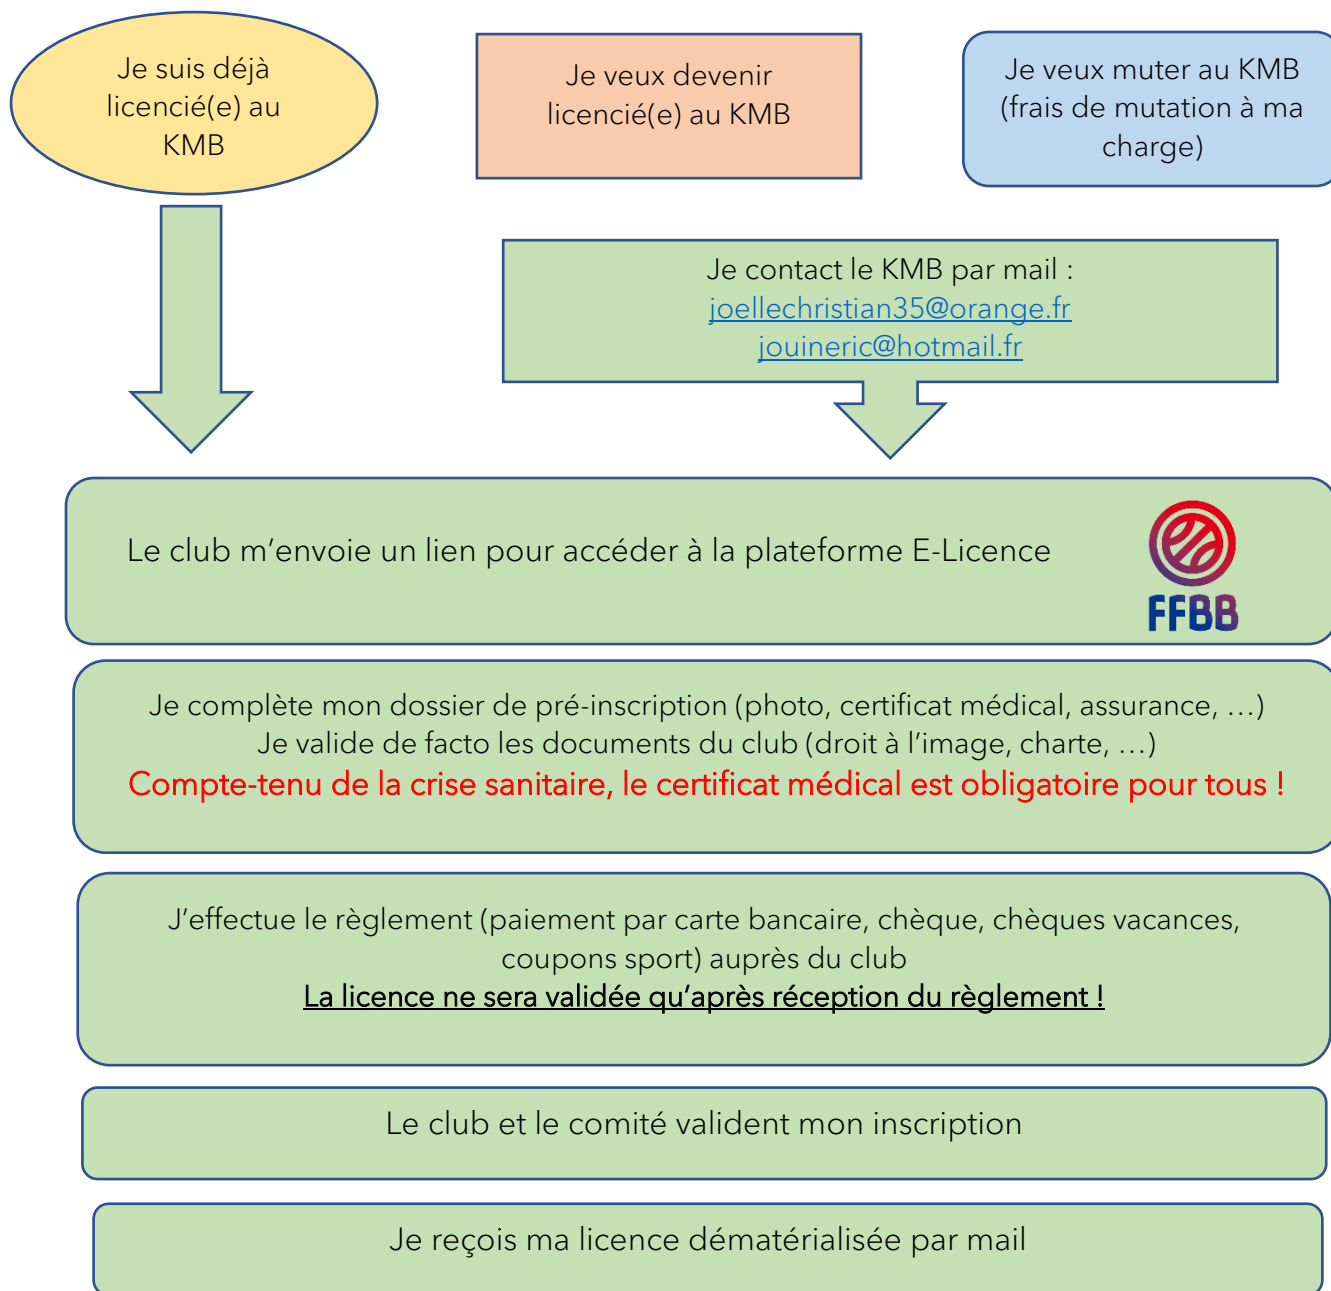 Je suis déjà
licencié(e) au
KMB
Je veux devenir
licencié(e) au KMB
Je veux muter au KMB
(frais de mutation à ma
charge)
Je contact le KMB par mail :
joellechristian35@orange.fr
jouineric@hotmail.fr
Le club m’envoie un lien pour accéder à la plateforme E-Licence
FFBB
Je complète mon dossier de pré-inscription (photo, certificat médical, assurance, …)
Je valide de facto les documents du club (droit à l’image, charte, …)
Compte-tenu de la crise sanitaire, le certificat médical est obligatoire pour tous !
J’effectue le règlement (paiement par carte bancaire, chèque, chèques vacances,
coupons sport) auprès du club
La licence ne sera validée qu’après réception du règlement !
Le club et le comité valident mon inscription
Je reçois ma licence dématérialisée par mail